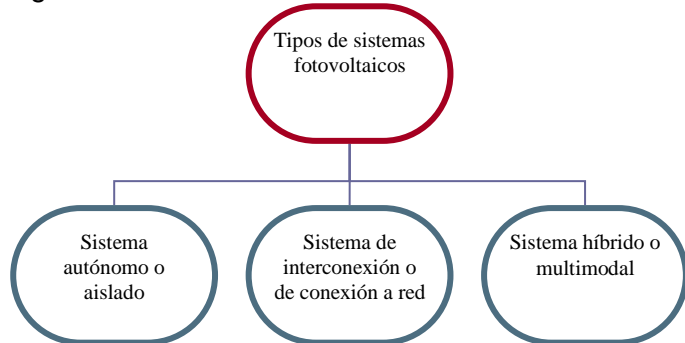 Tipos de sistemas
fotovoltaicos
Sistema
autónomo o
aislado
Sistema de
interconexión o
de conexión a red
Sistema híbrido o
multimodal